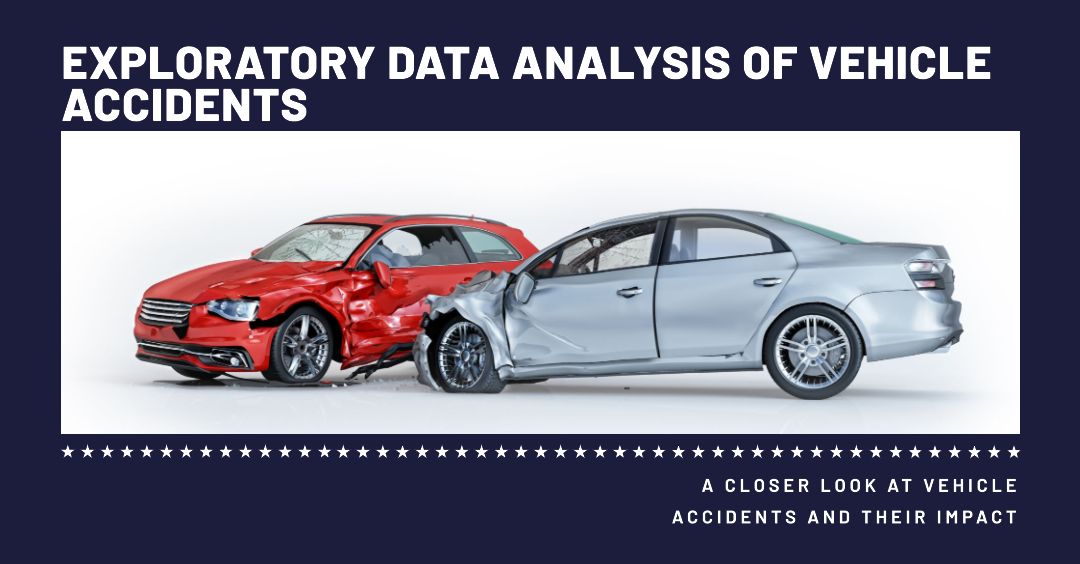 EXPLORATORY DATA ANALYSIS OF VEHICLE
ACCIDENTS
A CLOSER LOOK AT VEHICLE
ACCIDENTS AND THEIR IMPACT